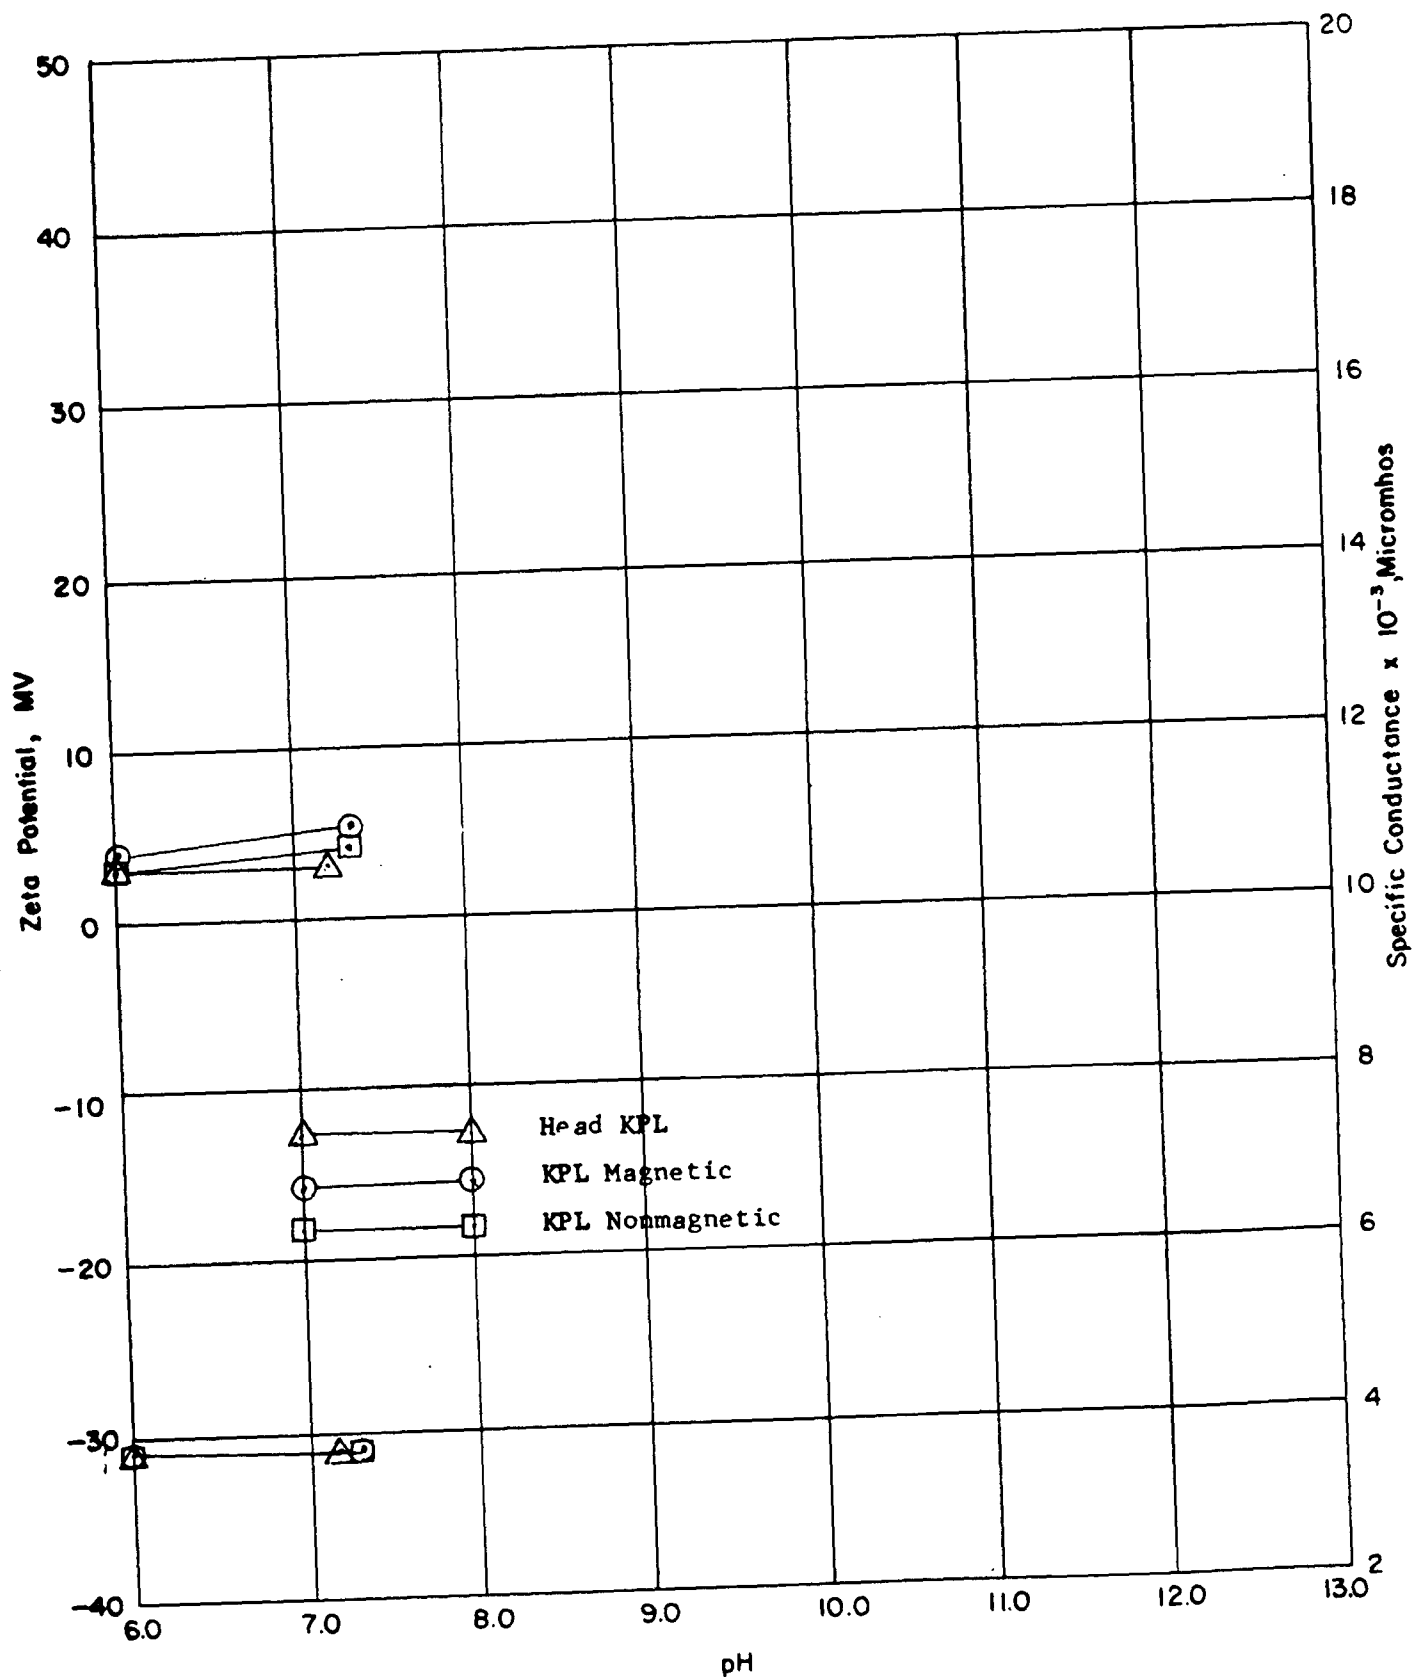 20
50
18
40
16
30
14
20
12
10
10
0
8
-10
6
-20
4
-30
2
-40
Zeta Potential, MV
Specific Conductance x 10⁻³, Micromhos
Head KPL
KPL Magnetic
KPL Nonmagnetic
6.0 7.0 8.0 9.0 10.0 11.0 12.0 13.0
pH